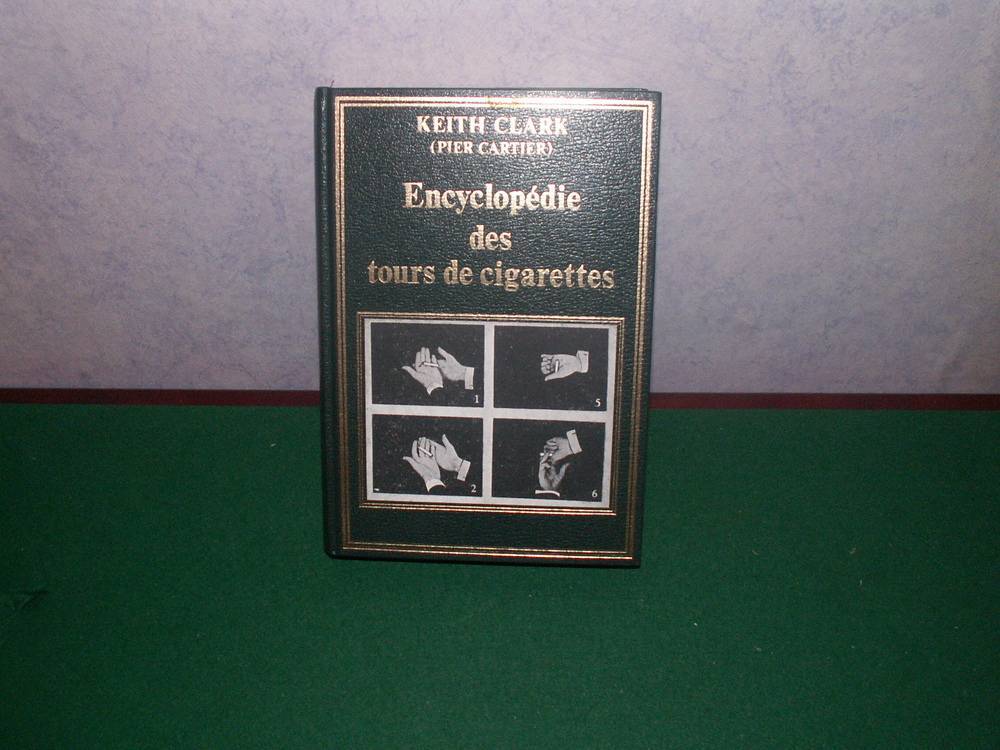 KEITH CLARK
(PIER CARTIER)
Encyclopédie
des
tours de cigarettes
1
5
2
6